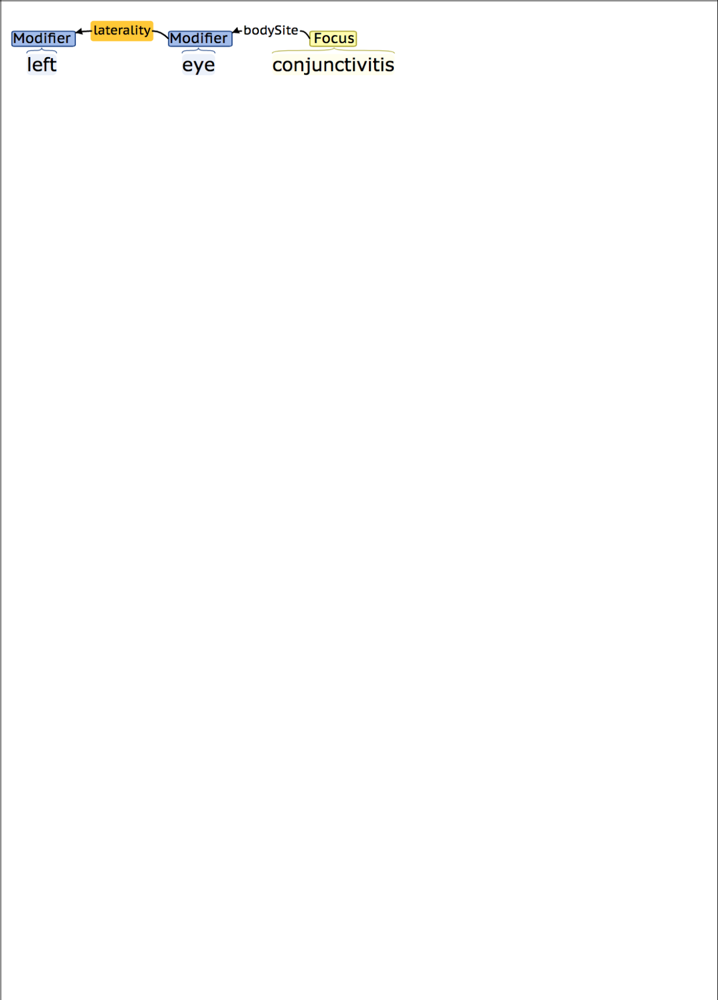 Modifier laterality Modifier bodySite Focus
left eye conjunctivitis